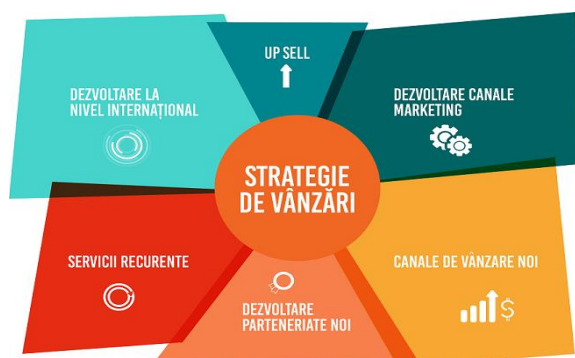 UP SELL
DEZVOLTARE LA
NIVEL INTERNAȚIONAL
DEZVOLTARE CANALE
MARKETING
STRATEGIE
DE VÂNZĂRI
SERVICII RECURENTE
CANALE DE VÂNZARE NOI
DEZVOLTARE
PARTENERIATE NOI
$